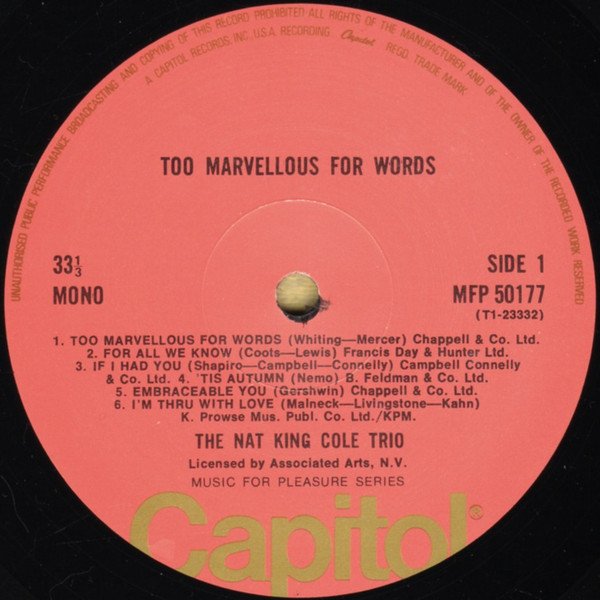 UNAUTHORISED PUBLIC PERFORMANCE BROADCASTING AND COPYING OF THIS RECORD PROHIBITED ALL RIGHTS OF THE MANUFACTURER AND OF THE OWNER OF THE RECORDED WORK RESERVED
A CAPITOL RECORDS, INC., U.S.A. RECORDING. Capitol REGD. TRADE MARK
TOO MARVELLOUS FOR WORDS
33⅓
MONO
SIDE 1
MFP 50177
(T1-23332)
1. TOO MARVELLOUS FOR WORDS (Whiting—Mercer) Chappell & Co. Ltd.
2. FOR ALL WE KNOW (Coots—Lewis) Francis Day & Hunter Ltd.
3. IF I HAD YOU (Shapiro—Campbell—Connelly) Campbell Connelly
& Co. Ltd. 4. 'TIS AUTUMN (Nemo) B. Feldman & Co. Ltd.
5. EMBRACEABLE YOU (Gershwin) Chappell & Co. Ltd.
6. I'M THRU WITH LOVE (Malneck—Livingstone—Kahn)
K. Prowse Mus. Publ. Co. Ltd./KPM.
THE NAT KING COLE TRIO
Licensed by Associated Arts, N.V.
MUSIC FOR PLEASURE SERIES
Capitol®